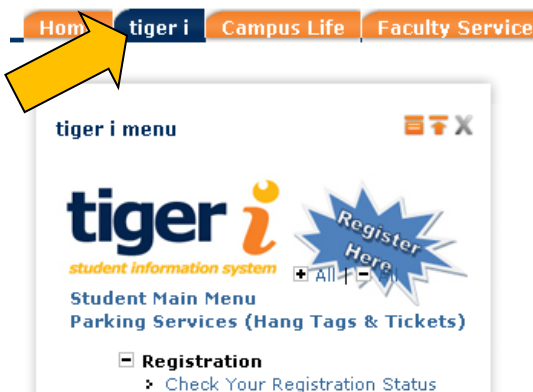 Home tiger i Campus Life Faculty Service
tiger i menu
tiger i
student information system
Register
Here
All | All
Student Main Menu
Parking Services (Hang Tags & Tickets)
Registration
Check Your Registration Status